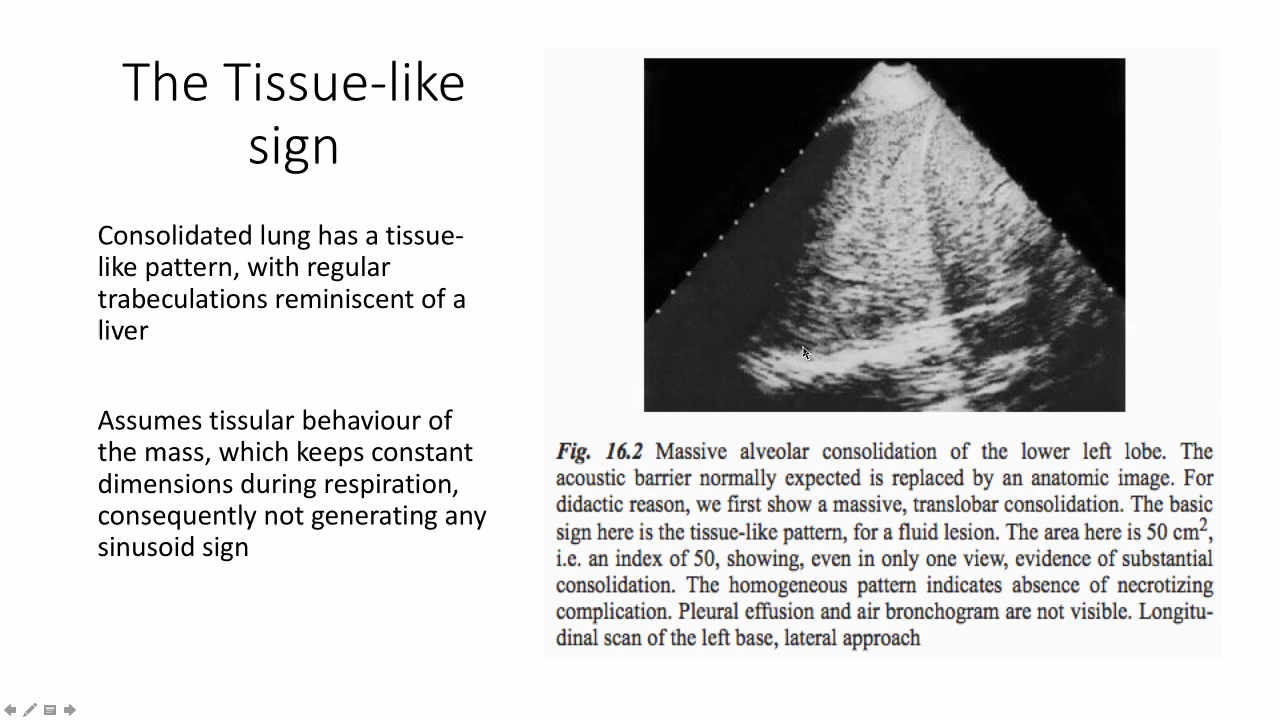 The Tissue-like
sign
Consolidated lung has a tissue-
like pattern, with regular
trabeculations reminiscent of a
liver
Assumes tissular behaviour of
the mass, which keeps constant
dimensions during respiration,
consequently not generating any
sinusoid sign
Fig. 16.2 Massive alveolar consolidation of the lower left lobe. The
acoustic barrier normally expected is replaced by an anatomic image. For
didactic reason, we first show a massive, translobar consolidation. The basic
sign here is the tissue-like pattern, for a fluid lesion. The area here is 50 cm², 
i.e. an index of 50, showing, even in only one view, evidence of substantial
consolidation. The homogeneous pattern indicates absence of necrotizing
complication. Pleural effusion and air bronchogram are not visible. Longitu-
dinal scan of the left base, lateral approach